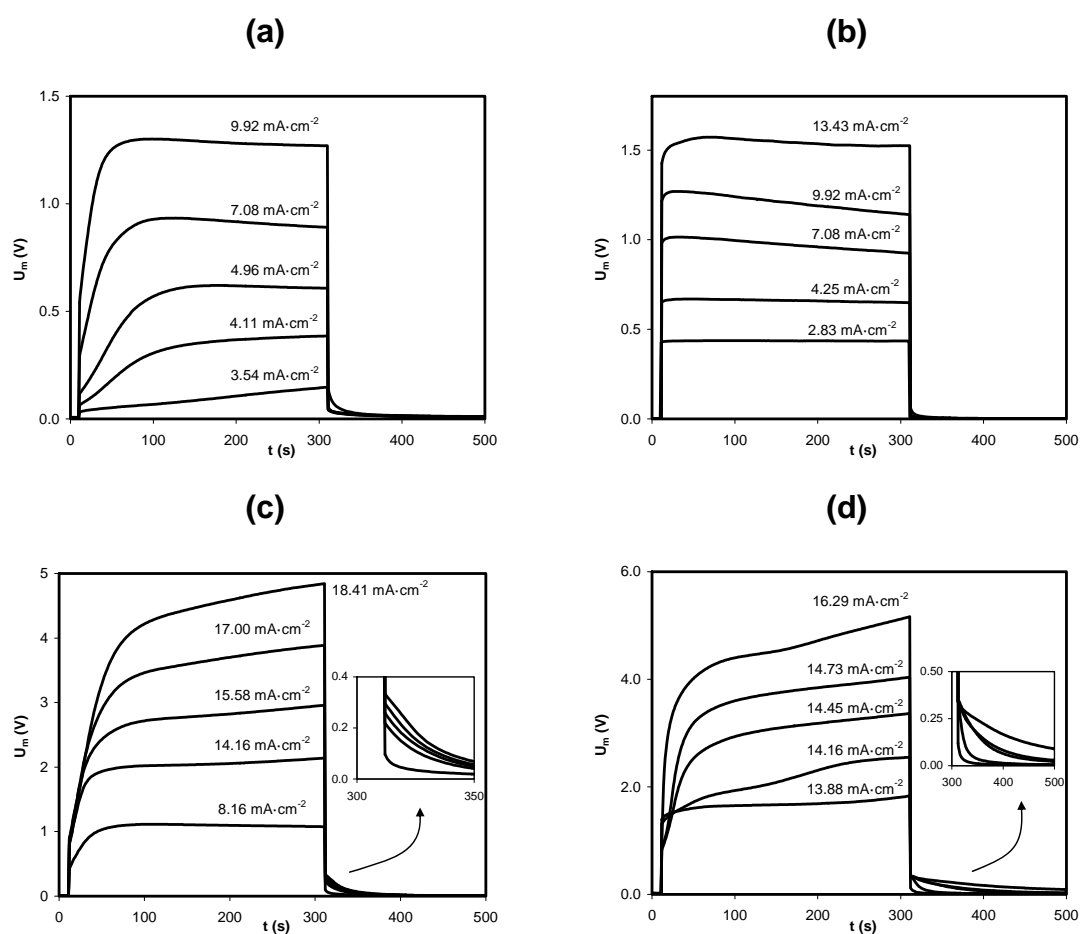 (a)
1.5
1.0
0.5
0.0
U_m (V)
9.92 mA·cm⁻²
7.08 mA·cm⁻²
4.96 mA·cm⁻²
4.11 mA·cm⁻²
3.54 mA·cm⁻²
0 100 200 300 400 500
t (s)
(b)
1.5
1.0
0.5
0.0
U_m (V)
13.43 mA·cm⁻²
9.92 mA·cm⁻²
7.08 mA·cm⁻²
4.25 mA·cm⁻²
2.83 mA·cm⁻²
0 100 200 300 400 500
t (s)
(c)
5
4
3
2
1
0
U_m (V)
18.41 mA·cm⁻²
17.00 mA·cm⁻²
15.58 mA·cm⁻²
14.16 mA·cm⁻²
8.16 mA·cm⁻²
0.4
0.2
0.0
300 350
0 100 200 300 400 500
t (s)
(d)
6.0
4.0
2.0
0.0
U_m (V)
16.29 mA·cm⁻²
14.73 mA·cm⁻²
14.45 mA·cm⁻²
14.16 mA·cm⁻²
13.88 mA·cm⁻²
0.50
0.25
0.00
300 400 500
0 100 200 300 400 500
t (s)